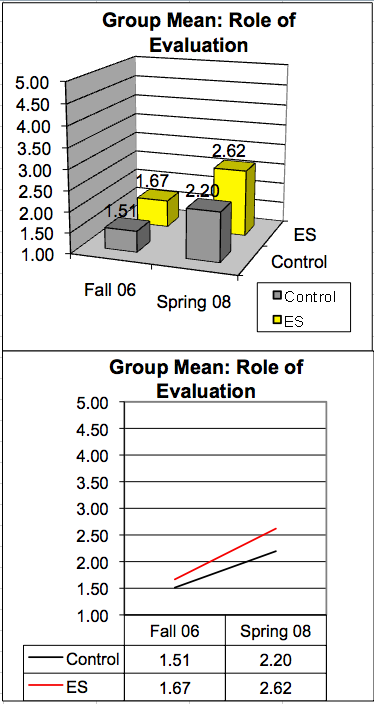 Group Mean: Role of
Evaluation
5.00
4.50
4.00
3.50
3.00
2.50
2.00
1.50
1.00
1.51
1.67
2.20
2.62
ES
Control
Fall 06
Spring 08
Control
ES
Group Mean: Role of
Evaluation
5.00
4.50
4.00
3.50
3.00
2.50
2.00
1.50
1.00
Fall 06 Spring 08
Control 1.51 2.20
ES 1.67 2.62